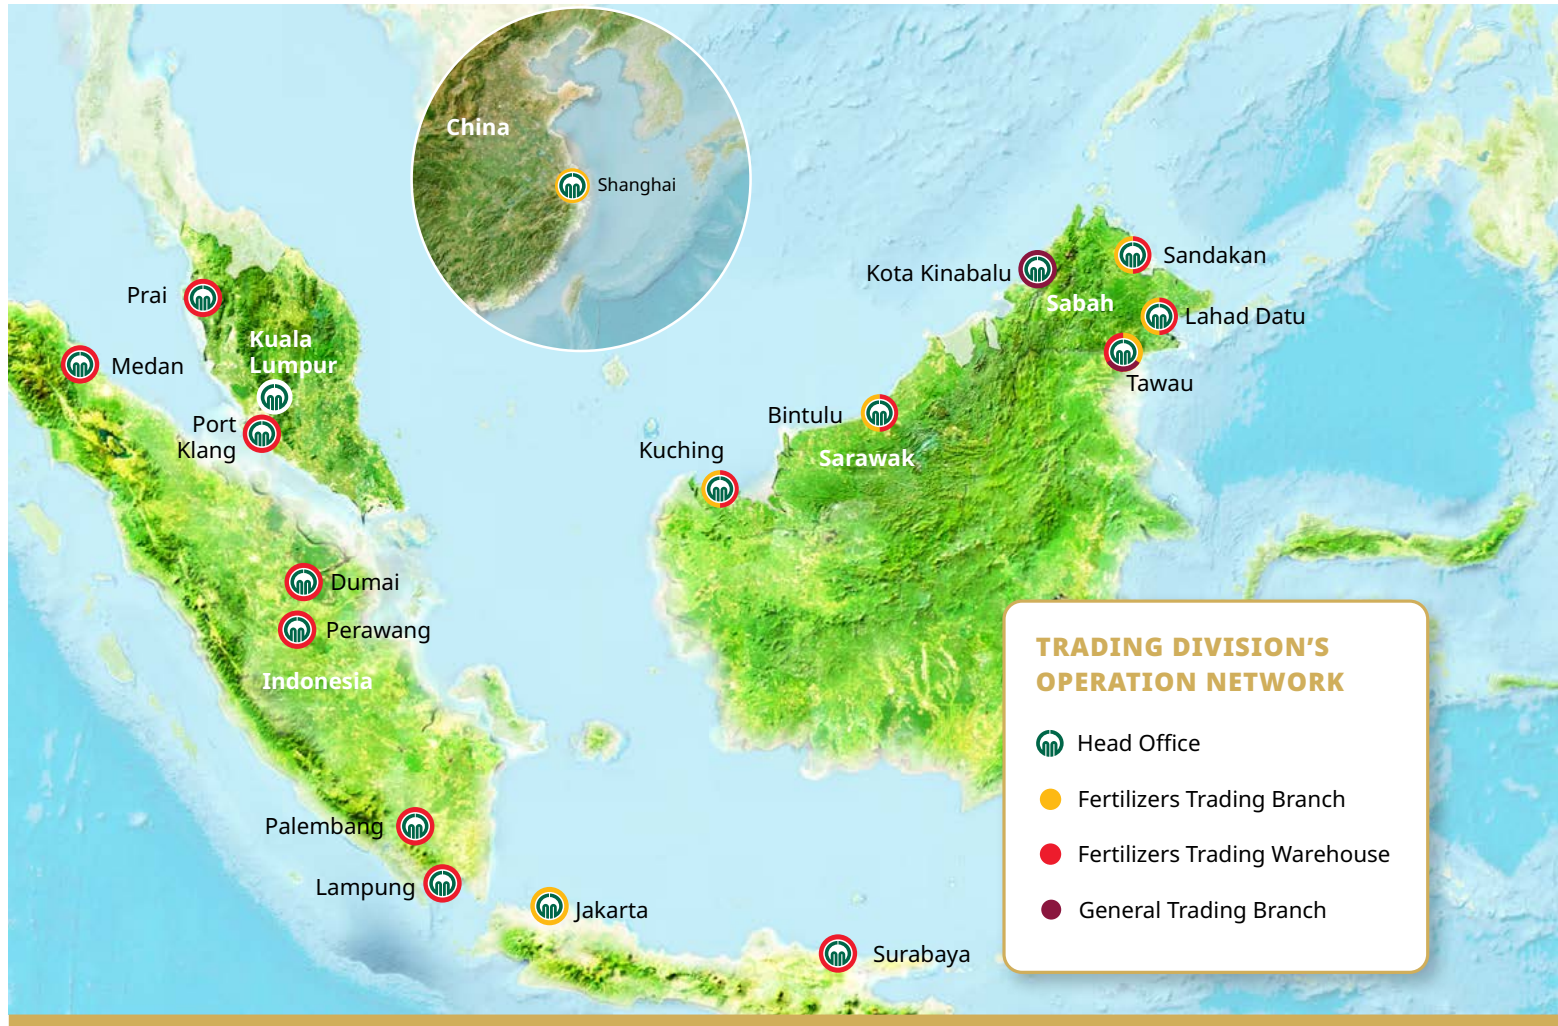 China
Shanghai
Prai
Kuala
Lumpur
Medan
Port
Klang
Kota Kinabalu
Sandakan
Sabah
Lahad Datu
Tawau
Bintulu
Kuching
Sarawak
Dumai
Perawang
Indonesia
Palembang
Lampung
Jakarta
Surabaya
TRADING DIVISION’S
OPERATION NETWORK
Head Office
Fertilizers Trading Branch
Fertilizers Trading Warehouse
General Trading Branch